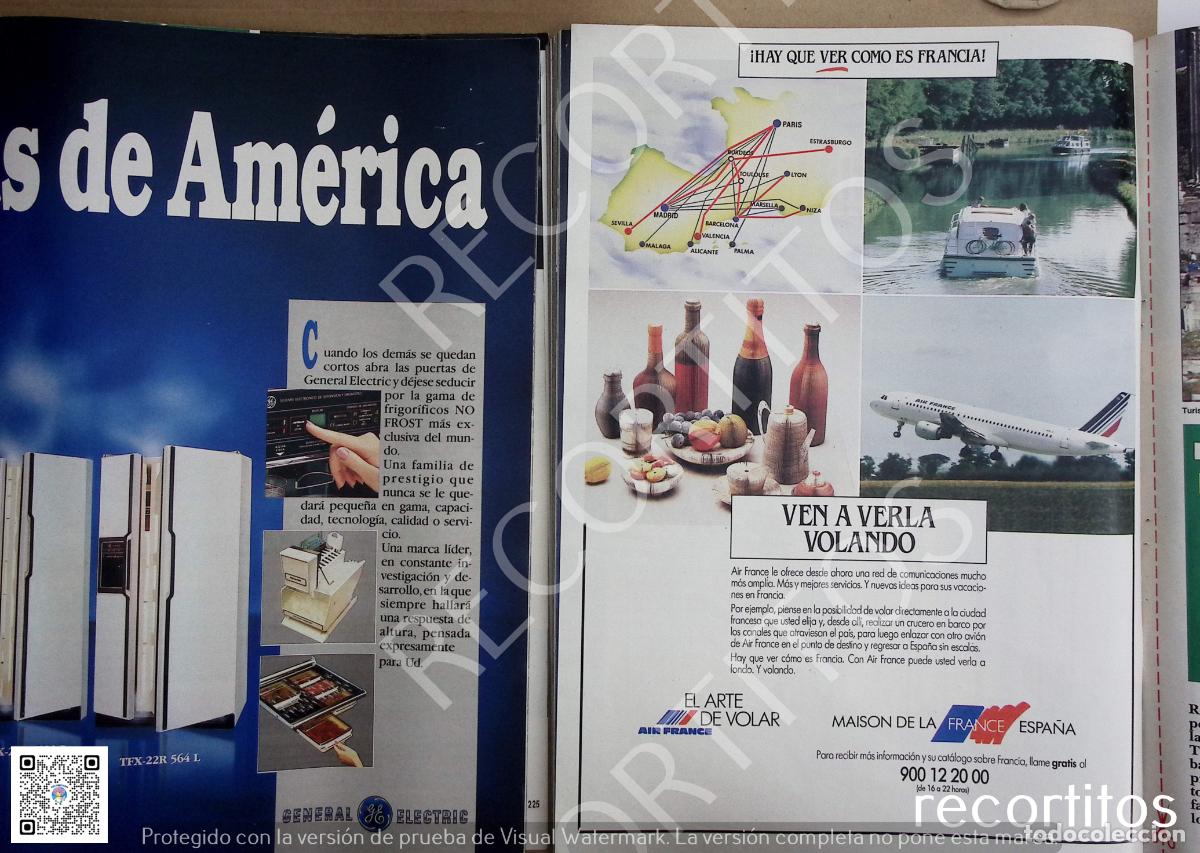 s de América
Cuando los demás se quedan
cortos abra las puertas de
General Electric y déjese seducir
por la gama de
frigoríficos NO
FROST más ex-
clusiva del mun-
do.
Una familia de
prestigio que
nunca se le que-
dará pequeña en gama, capaci-
dad, tecnología, calidad o servi-
cio.
Una marca líder,
en constante in-
vestigación y de-
sarrollo, en la que
siempre hallará
una respuesta de
altura, pensada
expresamente
para Ud.
TFX-22R 564 L
GENERAL GE ELECTRIC
225
¡HAY QUE VER COMO ES FRANCIA!
PARIS
ESTRASBURGO
BURDEOS
TOULOUSE
LYON
MADRID
MARSELLA
NIZA
SEVILLA
BARCELONA
VALENCIA
MALAGA
ALICANTE
PALMA
AIR FRANCE
VEN A VERLA
VOLANDO
Air France le ofrece desde ahora una red de comunicaciones mucho
más amplia. Más y mejores servicios. Y nuevas ideas para sus vacacio-
nes en Francia.
Por ejemplo, piense en la posibilidad de volar directamente a la ciudad
francesa que usted elija y, desde allí, realizar un crucero en barco por
los canales que atraviesan el país, para luego enlazar con otro avión
de Air France en el punto de destino y regresar a España sin escalas.
Hay que ver cómo es Francia. Con Air France puede usted verla a
fondo. Y volando.
EL ARTE
DE VOLAR
AIR FRANCE
MAISON DE LA FRANCE ESPAÑA
Para recibir más información y su catálogo sobre Francia, llame gratis al
900 12 20 00
(de 16 a 22 horas)
Turis
RECORTITOS
RECORTITOS
RECORTITOS
recortitos
todocolección
Protegido con la versión de prueba de Visual Watermark. La versión completa no pone esta marca.